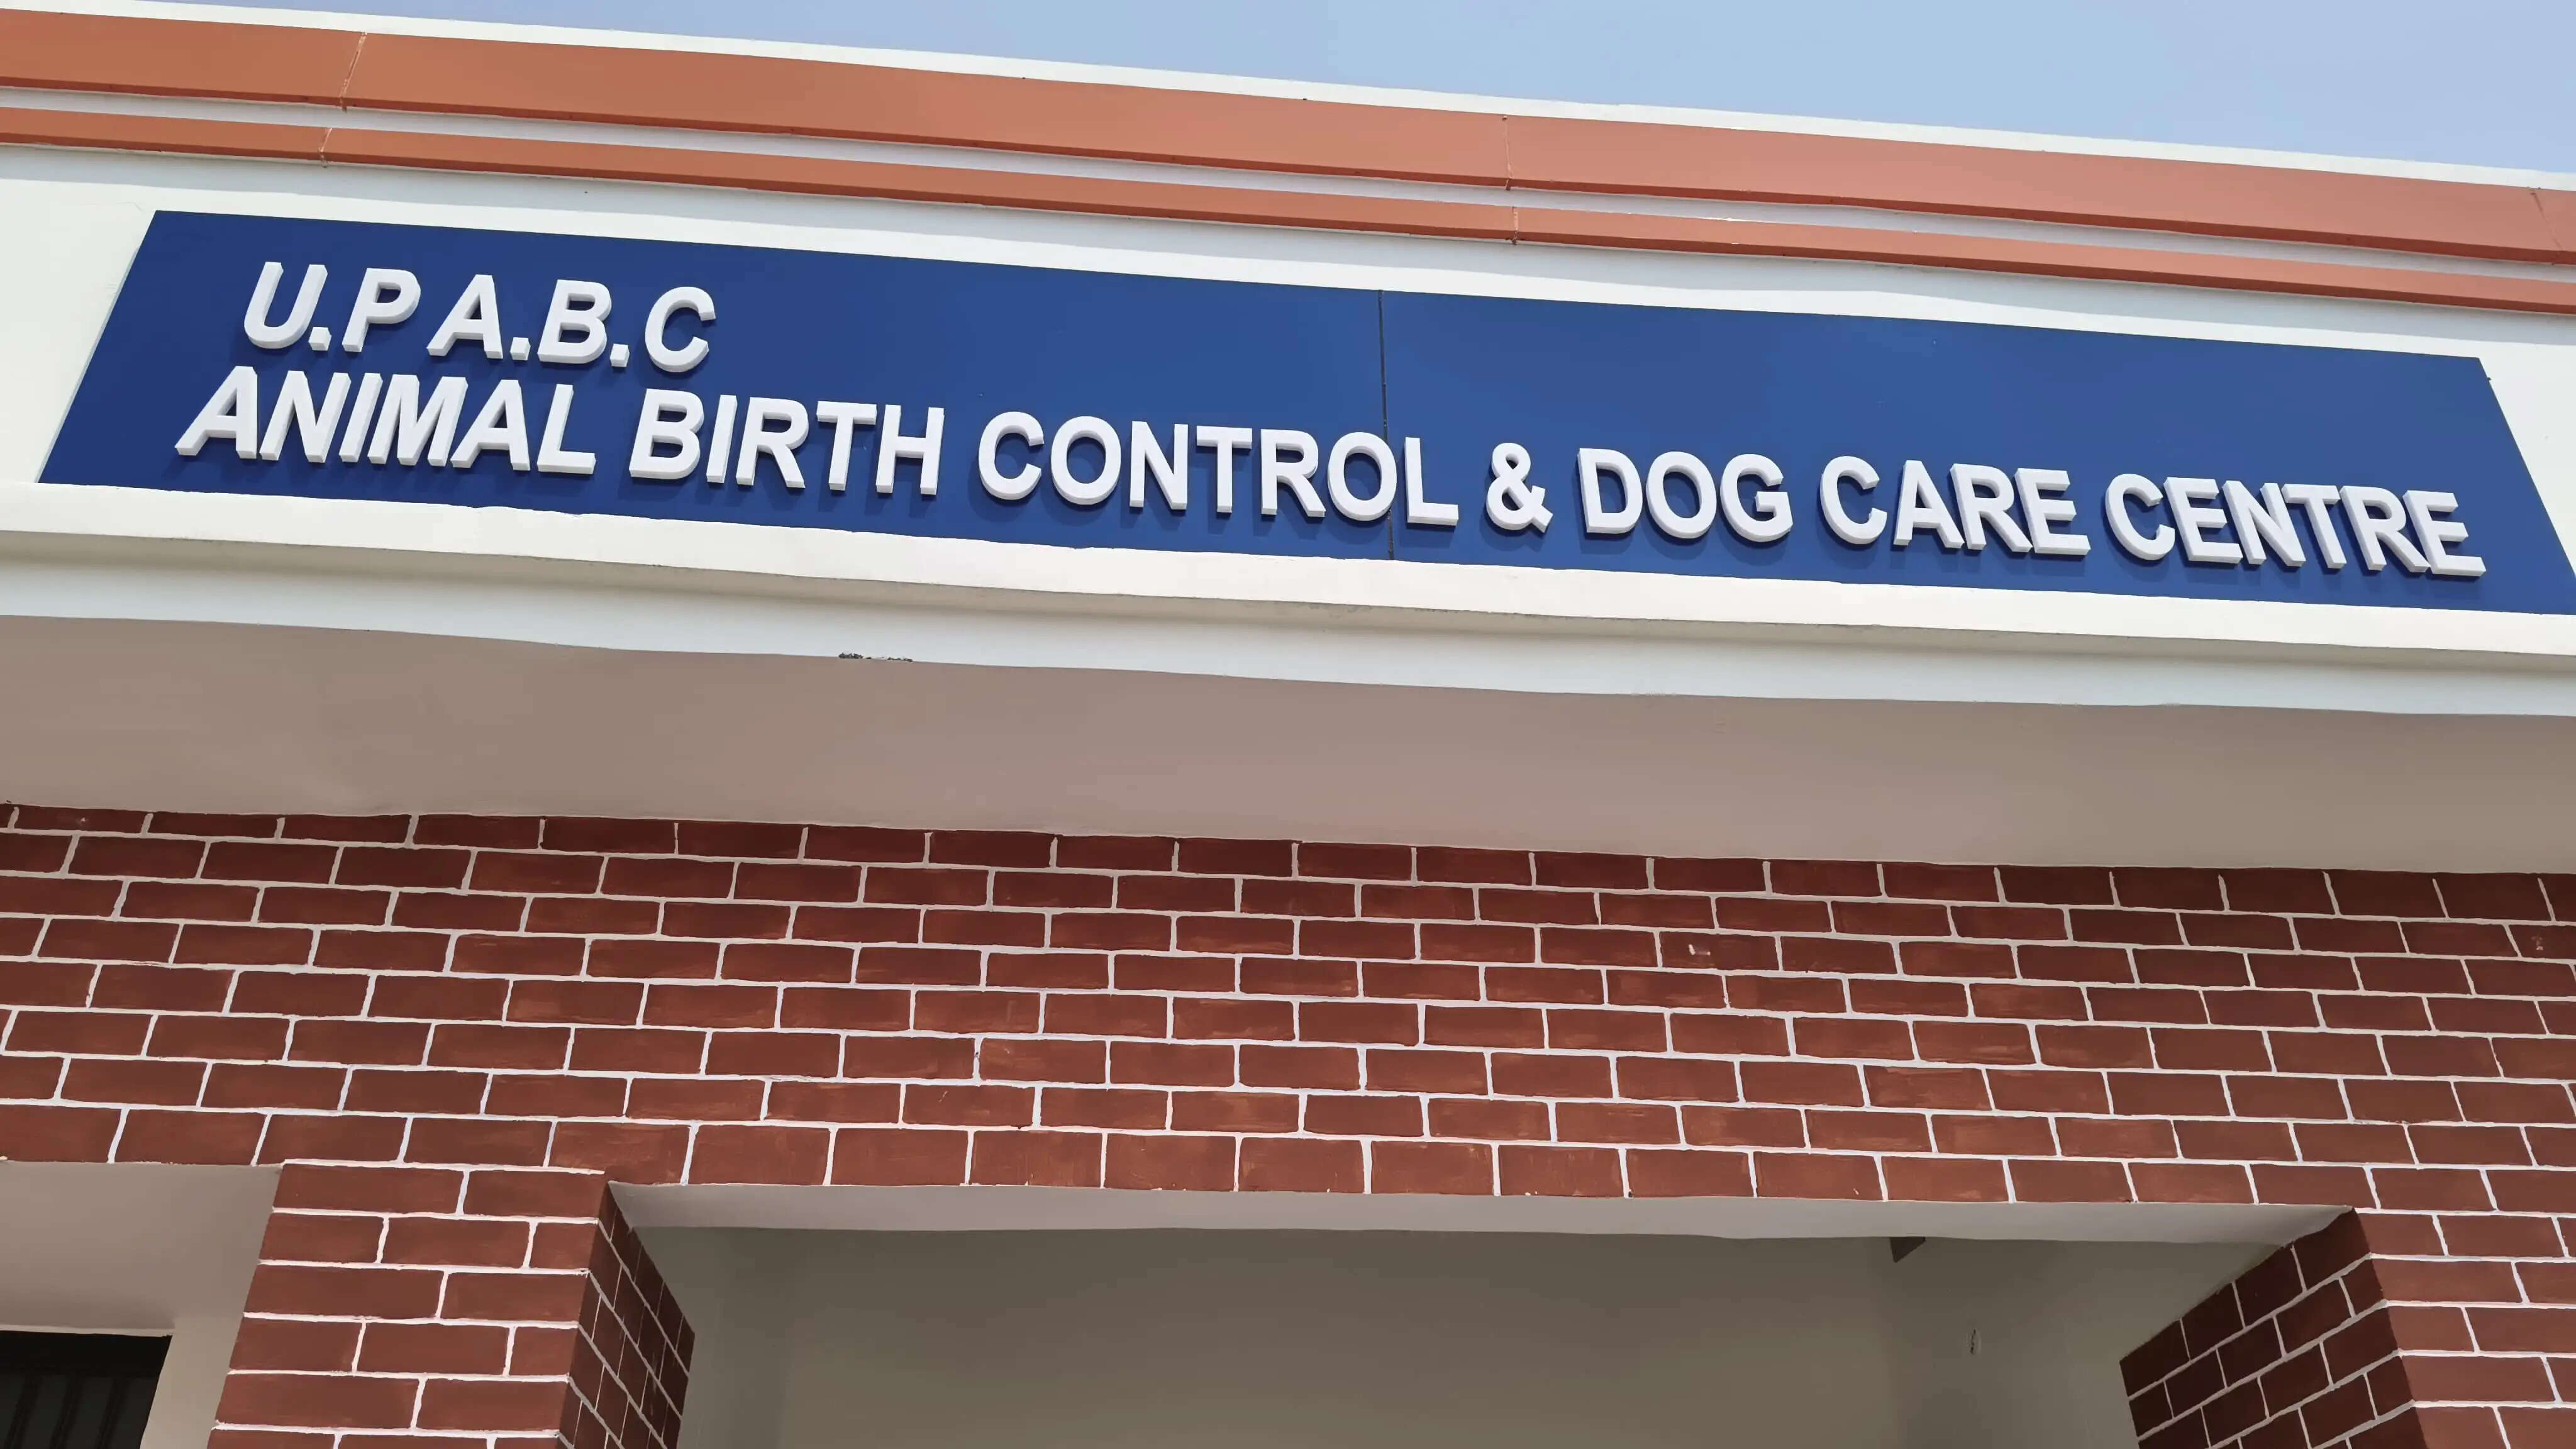 U.P A.B.C
ANIMAL BIRTH CONTROL & DOG CARE CENTRE